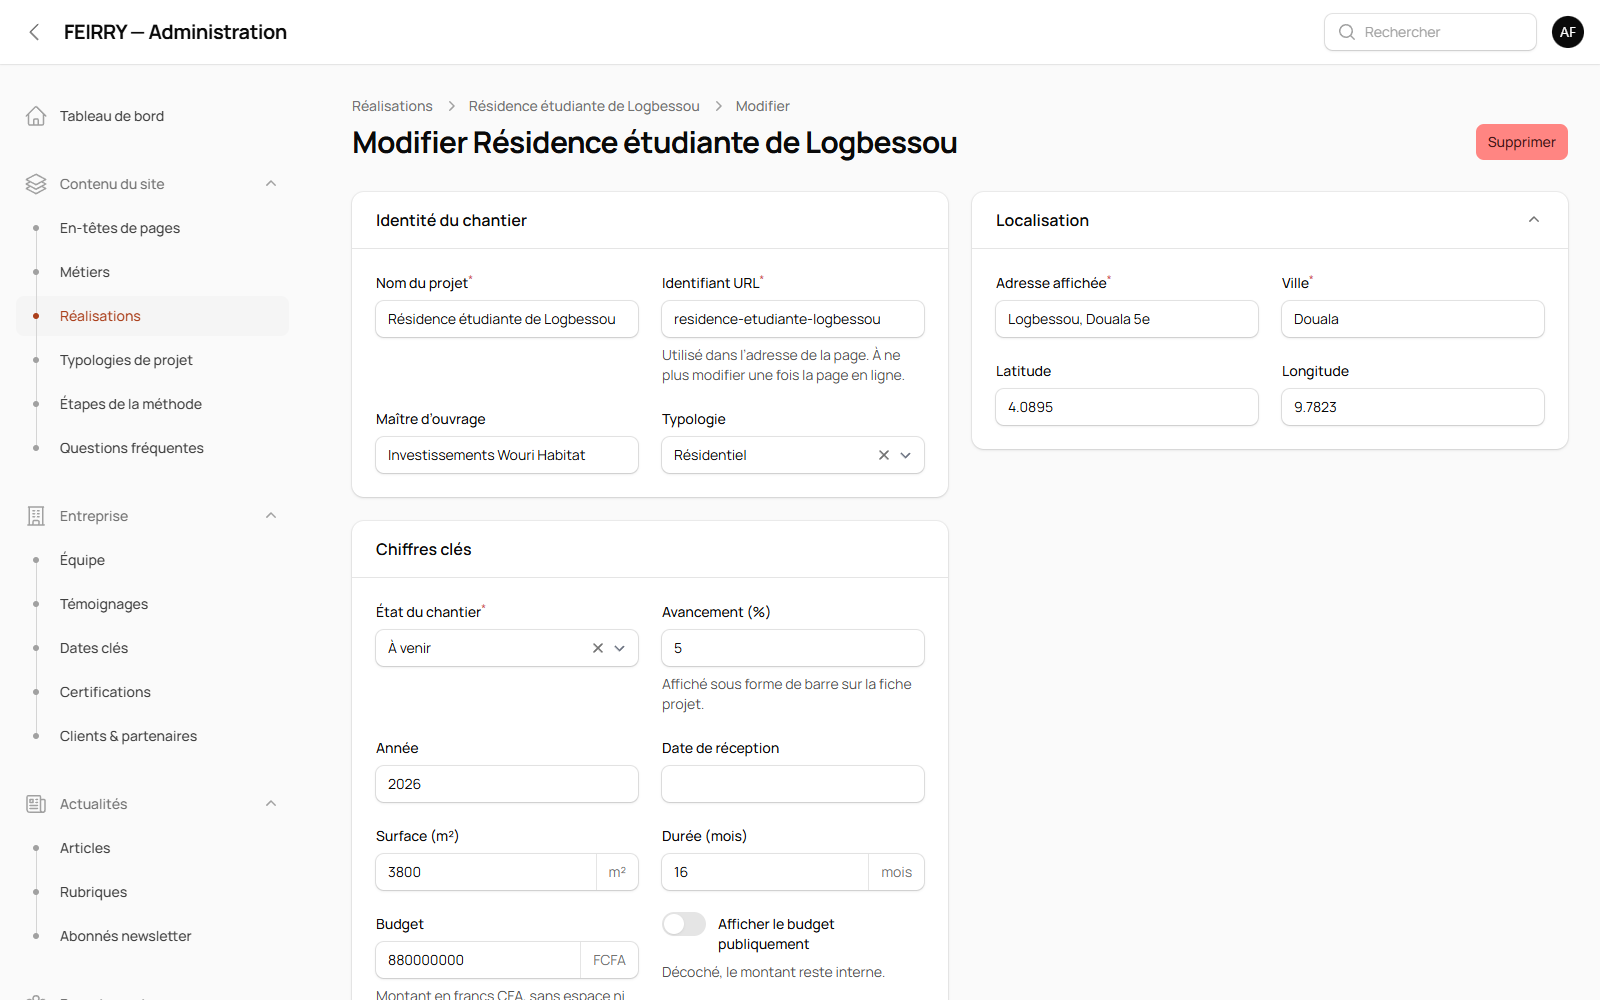 FEIRRY — Administration
Rechercher
AF
Tableau de bord
Contenu du site
En-têtes de pages
Métiers
Réalisations
Typologies de projet
Étapes de la méthode
Questions fréquentes
Entreprise
Équipe
Témoignages
Dates clés
Certifications
Clients & partenaires
Actualités
Articles
Rubriques
Abonnés newsletter
Réalisations > Résidence étudiante de Logbessou > Modifier
Modifier Résidence étudiante de Logbessou
Supprimer
Identité du chantier
Nom du projet*
Résidence étudiante de Logbessou
Identifiant URL*
residence-etudiante-logbessou
Utilisé dans l'adresse de la page. À ne
plus modifier une fois la page en ligne.
Maître d'ouvrage
Investissements Wouri Habitat
Typologie
Résidentiel
Chiffres clés
État du chantier*
À venir
Avancement (%)
5
Affiché sous forme de barre sur la fiche
projet.
Année
2026
Date de réception
Surface (m²)
3800 m²
Durée (mois)
16 mois
Budget
880000000 FCFA
Montant en francs CFA, sans espace ni
Afficher le budget
publiquement
Décoché, le montant reste interne.
Localisation
Adresse affichée*
Logbessou, Douala 5e
Ville*
Douala
Latitude
4.0895
Longitude
9.7823